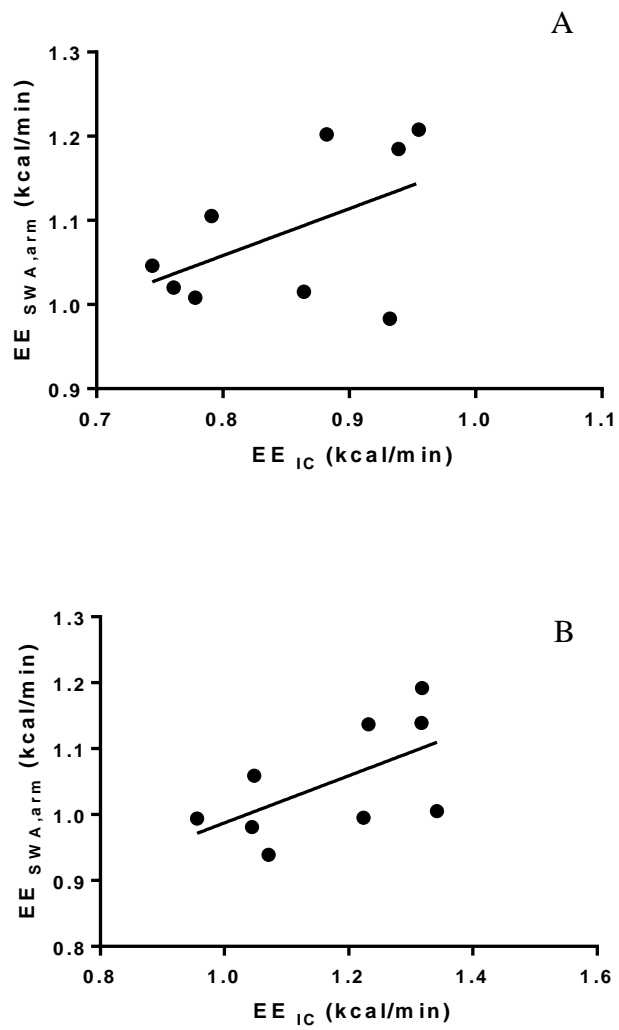 A
1.3
1.2
1.1
1.0
0.9
EE SWA,arm (kcal/min)
0.7 0.8 0.9 1.0 1.1
EE IC (kcal/min)
B
1.3
1.2
1.1
1.0
0.9
0.8
EE SWA,arm (kcal/min)
0.8 1.0 1.2 1.4 1.6
EE IC (kcal/min)